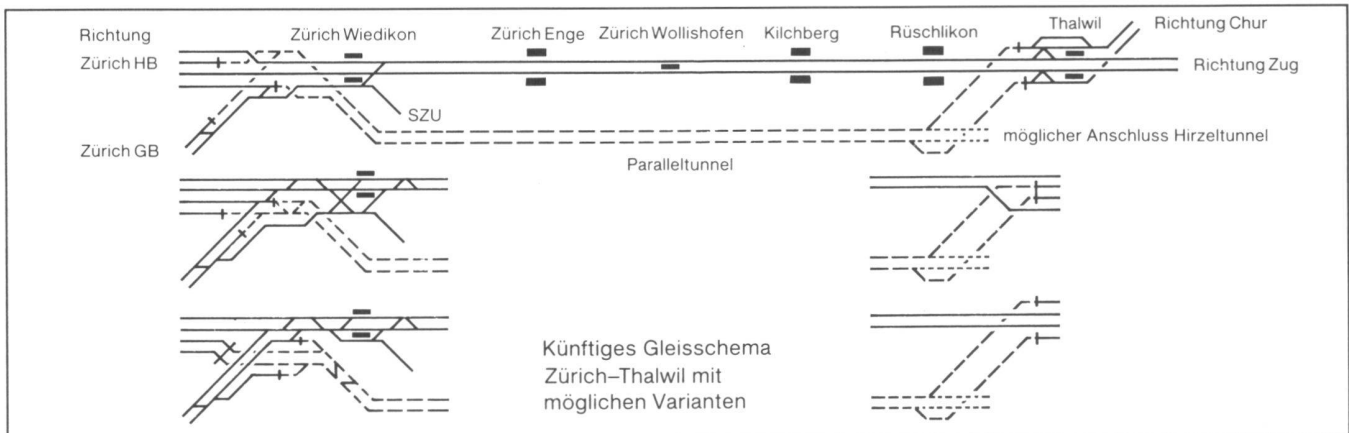 Richtung
Zürich HB
Zürich Wiedikon
Zürich Enge
Zürich Wollishofen
Kilchberg
Rüschlikon
Thalwil
Richtung Chur
Richtung Zug
SZU
Zürich GB
Paralleltunnel
möglicher Anschluss Hirzeltunnel
Künftiges Gleisschema
Zürich–Thalwil mit
möglichen Varianten